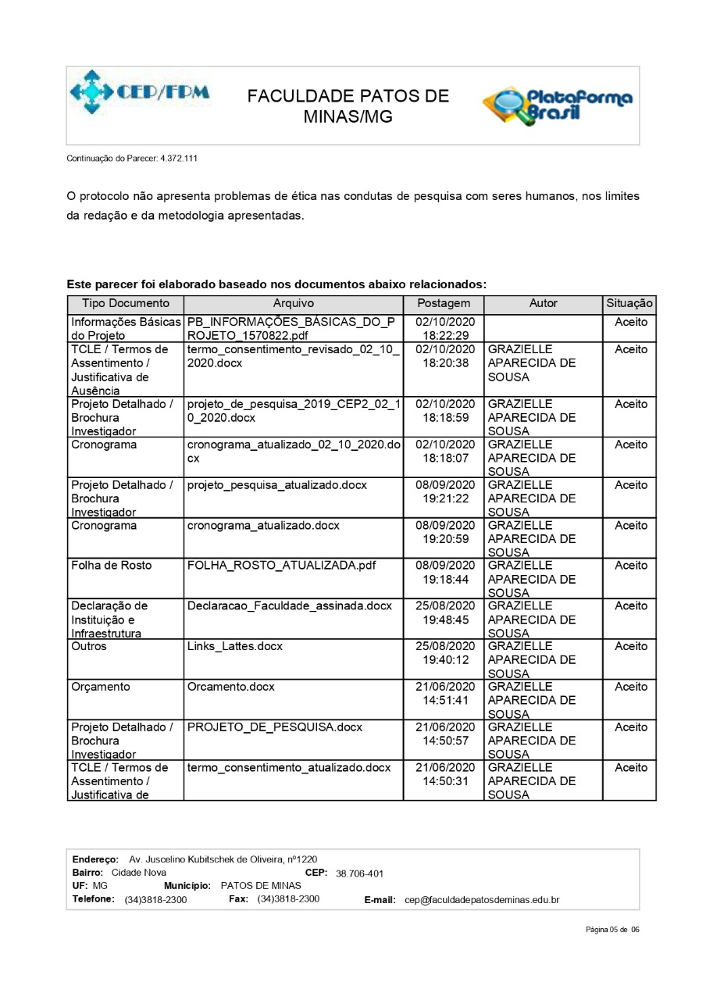 CEP/FPM
FACULDADE PATOS DE
MINAS/MG
Plataforma
Brasil
Continuação do Parecer: 4.372.111
O protocolo não apresenta problemas de ética nas condutas de pesquisa com seres humanos, nos limites
da redação e da metodologia apresentadas.
Este parecer foi elaborado baseado nos documentos abaixo relacionados:
Tipo Documento Arquivo Postagem Autor Situação
Informações Básicas PB_INFORMAÇÕES_BÁSICAS_DO_P 02/10/2020 Aceito
do Projeto ROJETO_1570822.pdf 18:22:29
TCLE / Termos de termo_consentimento_revisado_02_10_ 02/10/2020 GRAZIELLE Aceito
Assentimento / 2020.docx 18:20:38 APARECIDA DE
Justificativa de SOUSA
Ausência
Projeto Detalhado / projeto_de_pesquisa_2019_CEP2_02_1 02/10/2020 GRAZIELLE Aceito
Brochura 0_2020.docx 18:18:59 APARECIDA DE
Investigador SOUSA
Cronograma cronograma_atualizado_02_10_2020.do 02/10/2020 GRAZIELLE Aceito
cx 18:18:07 APARECIDA DE
SOUSA
Projeto Detalhado / projeto_pesquisa_atualizado.docx 08/09/2020 GRAZIELLE Aceito
Brochura 19:21:22 APARECIDA DE
Investigador SOUSA
Cronograma cronograma_atualizado.docx 08/09/2020 GRAZIELLE Aceito
19:20:59 APARECIDA DE
SOUSA
Folha de Rosto FOLHA_ROSTO_ATUALIZADA.pdf 08/09/2020 GRAZIELLE Aceito
19:18:44 APARECIDA DE
SOUSA
Declaração de Declaracao_Faculdade_assinada.docx 25/08/2020 GRAZIELLE Aceito
Instituição e 19:48:45 APARECIDA DE
Infraestrutura SOUSA
Outros Links_Lattes.docx 25/08/2020 GRAZIELLE Aceito
19:40:12 APARECIDA DE
SOUSA
Orçamento Orcamento.docx 21/06/2020 GRAZIELLE Aceito
14:51:41 APARECIDA DE
SOUSA
Projeto Detalhado / PROJETO_DE_PESQUISA.docx 21/06/2020 GRAZIELLE Aceito
Brochura 14:50:57 APARECIDA DE
Investigador SOUSA
TCLE / Termos de termo_consentimento_atualizado.docx 21/06/2020 GRAZIELLE Aceito
Assentimento / 14:50:31 APARECIDA DE
Justificativa de SOUSA
Endereço: Av. Juscelino Kubitschek de Oliveira, nº1220
Bairro: Cidade Nova CEP: 38.706-401
UF: MG Município: PATOS DE MINAS
Telefone: (34)3818-2300 Fax: (34)3818-2300 E-mail: cep@faculdadepatosdeminas.edu.br
Página 05 de 06